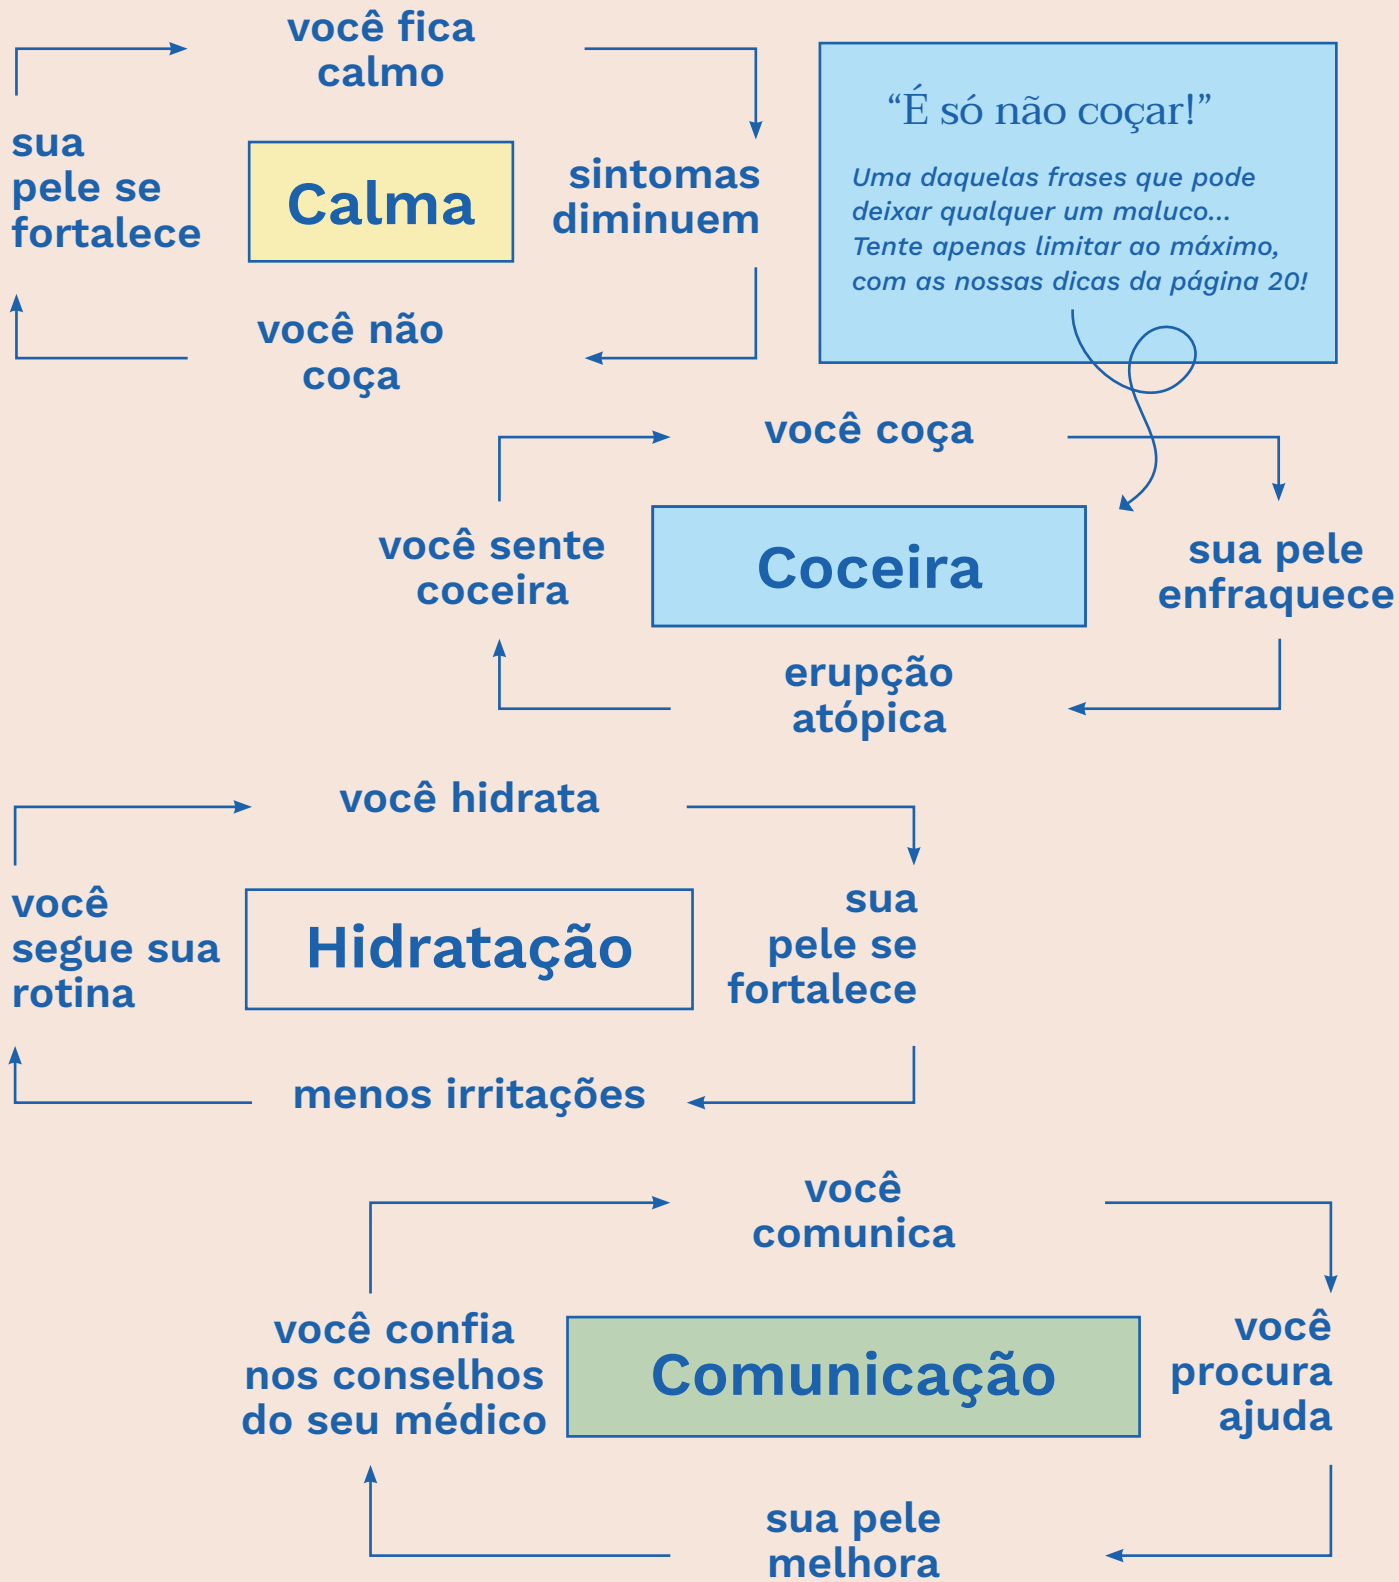 você fica
calmo
sua
pele se
fortalece
Calma
sintomas
diminuem
você não
coça
“É só não coçar!”
Uma daquelas frases que pode
deixar qualquer um maluco...
Tente apenas limitar ao máximo,
com as nossas dicas da página 20!
você coça
você sente
coceira
Coceira
sua pele
enfraquece
erupção
atópica
você hidrata
você
segue sua
rotina
Hidratação
sua
pele se
fortalece
menos irritações
você
comunica
você confia
nos conselhos
do seu médico
Comunicação
você
procura
ajuda
sua pele
melhora